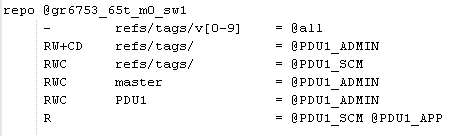 repo @gr6753_65t_m0_sw1
- refs/tags/v[0-9] = @all
RW+CD refs/tags/ = @PDU1_ADMIN
RWC refs/tags/ = @PDU1_SCM
RWC master = @PDU1_ADMIN
RWC PDU1 = @PDU1_ADMIN
R = @PDU1_SCM @PDU1_APP